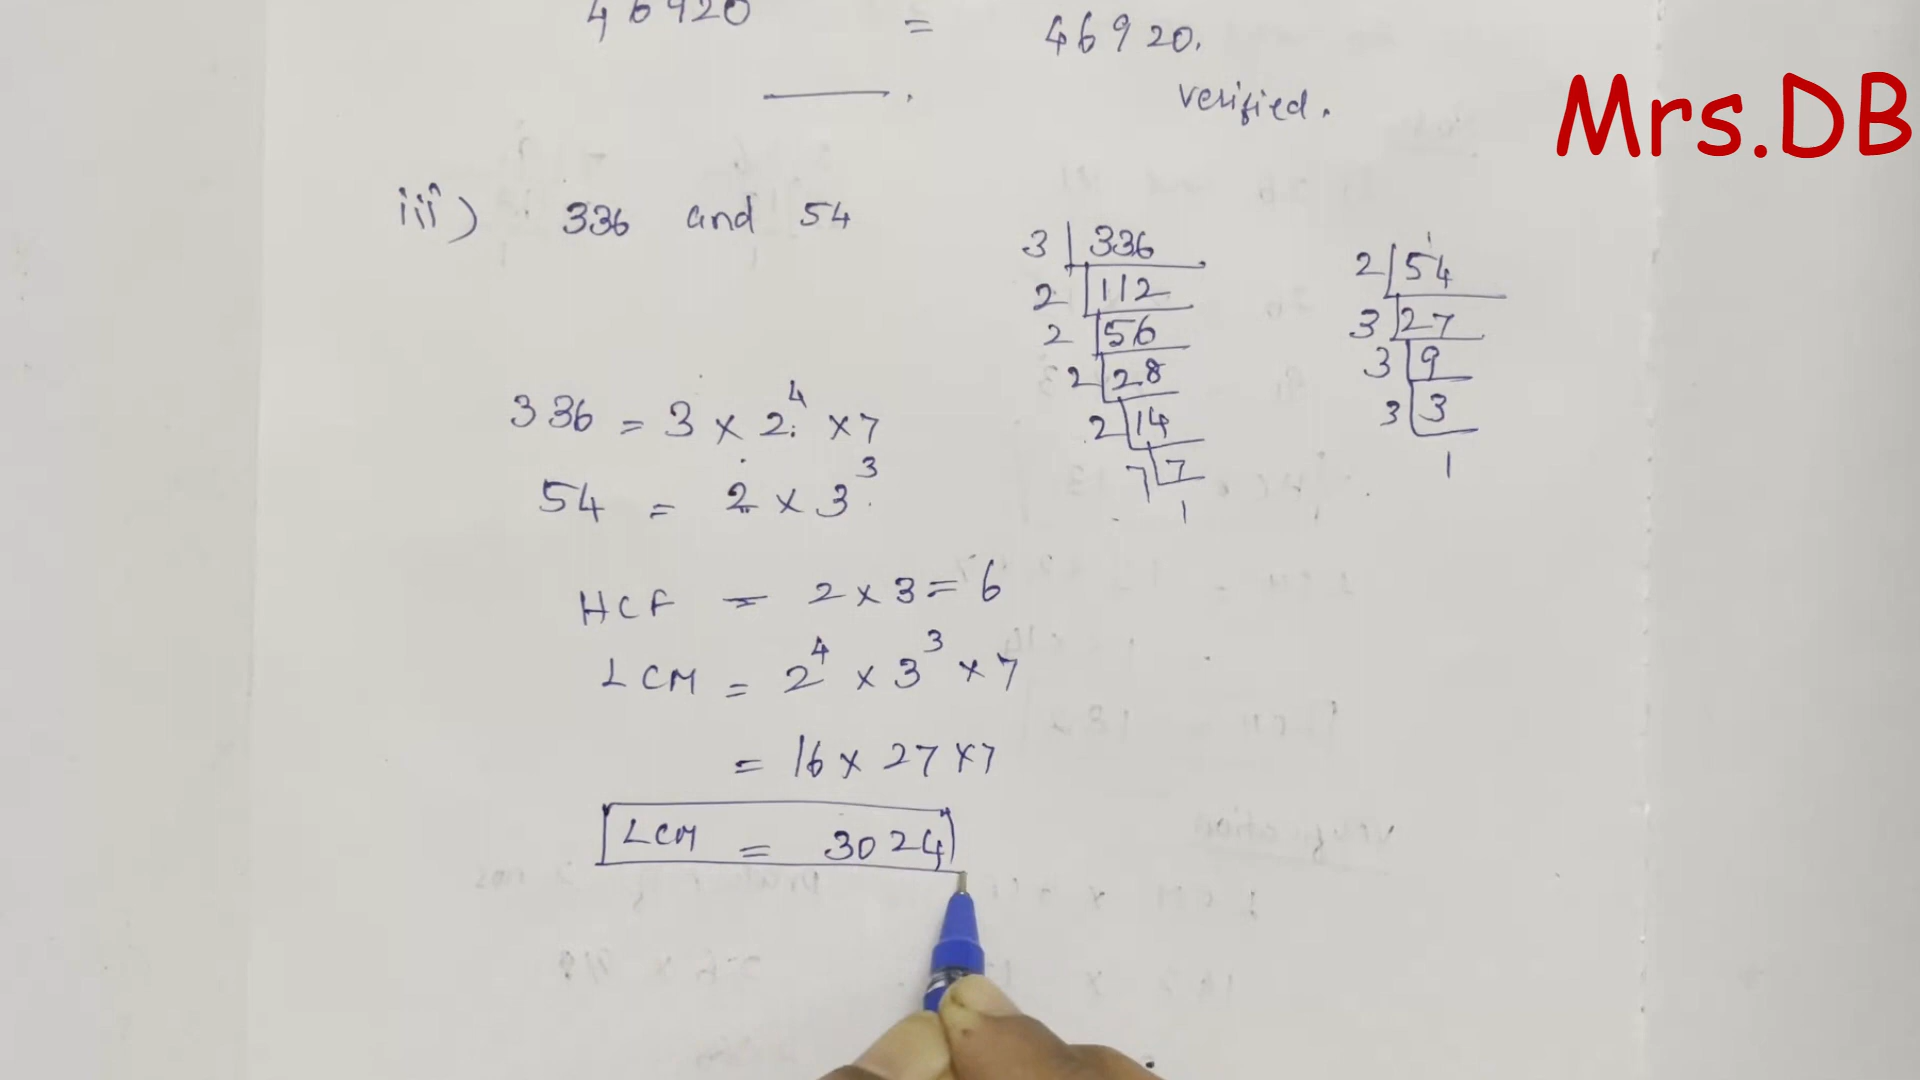 46920 = 46920.
verified.
Mrs.DB
iii) 336 and 54
3 | 336
2 | 112
2 | 56
2 | 28
2 | 14
7 | 7
1
2 | 54
3 | 27
3 | 9
3 | 3
1
336 = 3 × 2⁴ × 7
54 = 2 × 3³
HCF = 2 × 3 = 6
LCM = 2⁴ × 3³ × 7
= 16 × 27 × 7
LCM = 3024